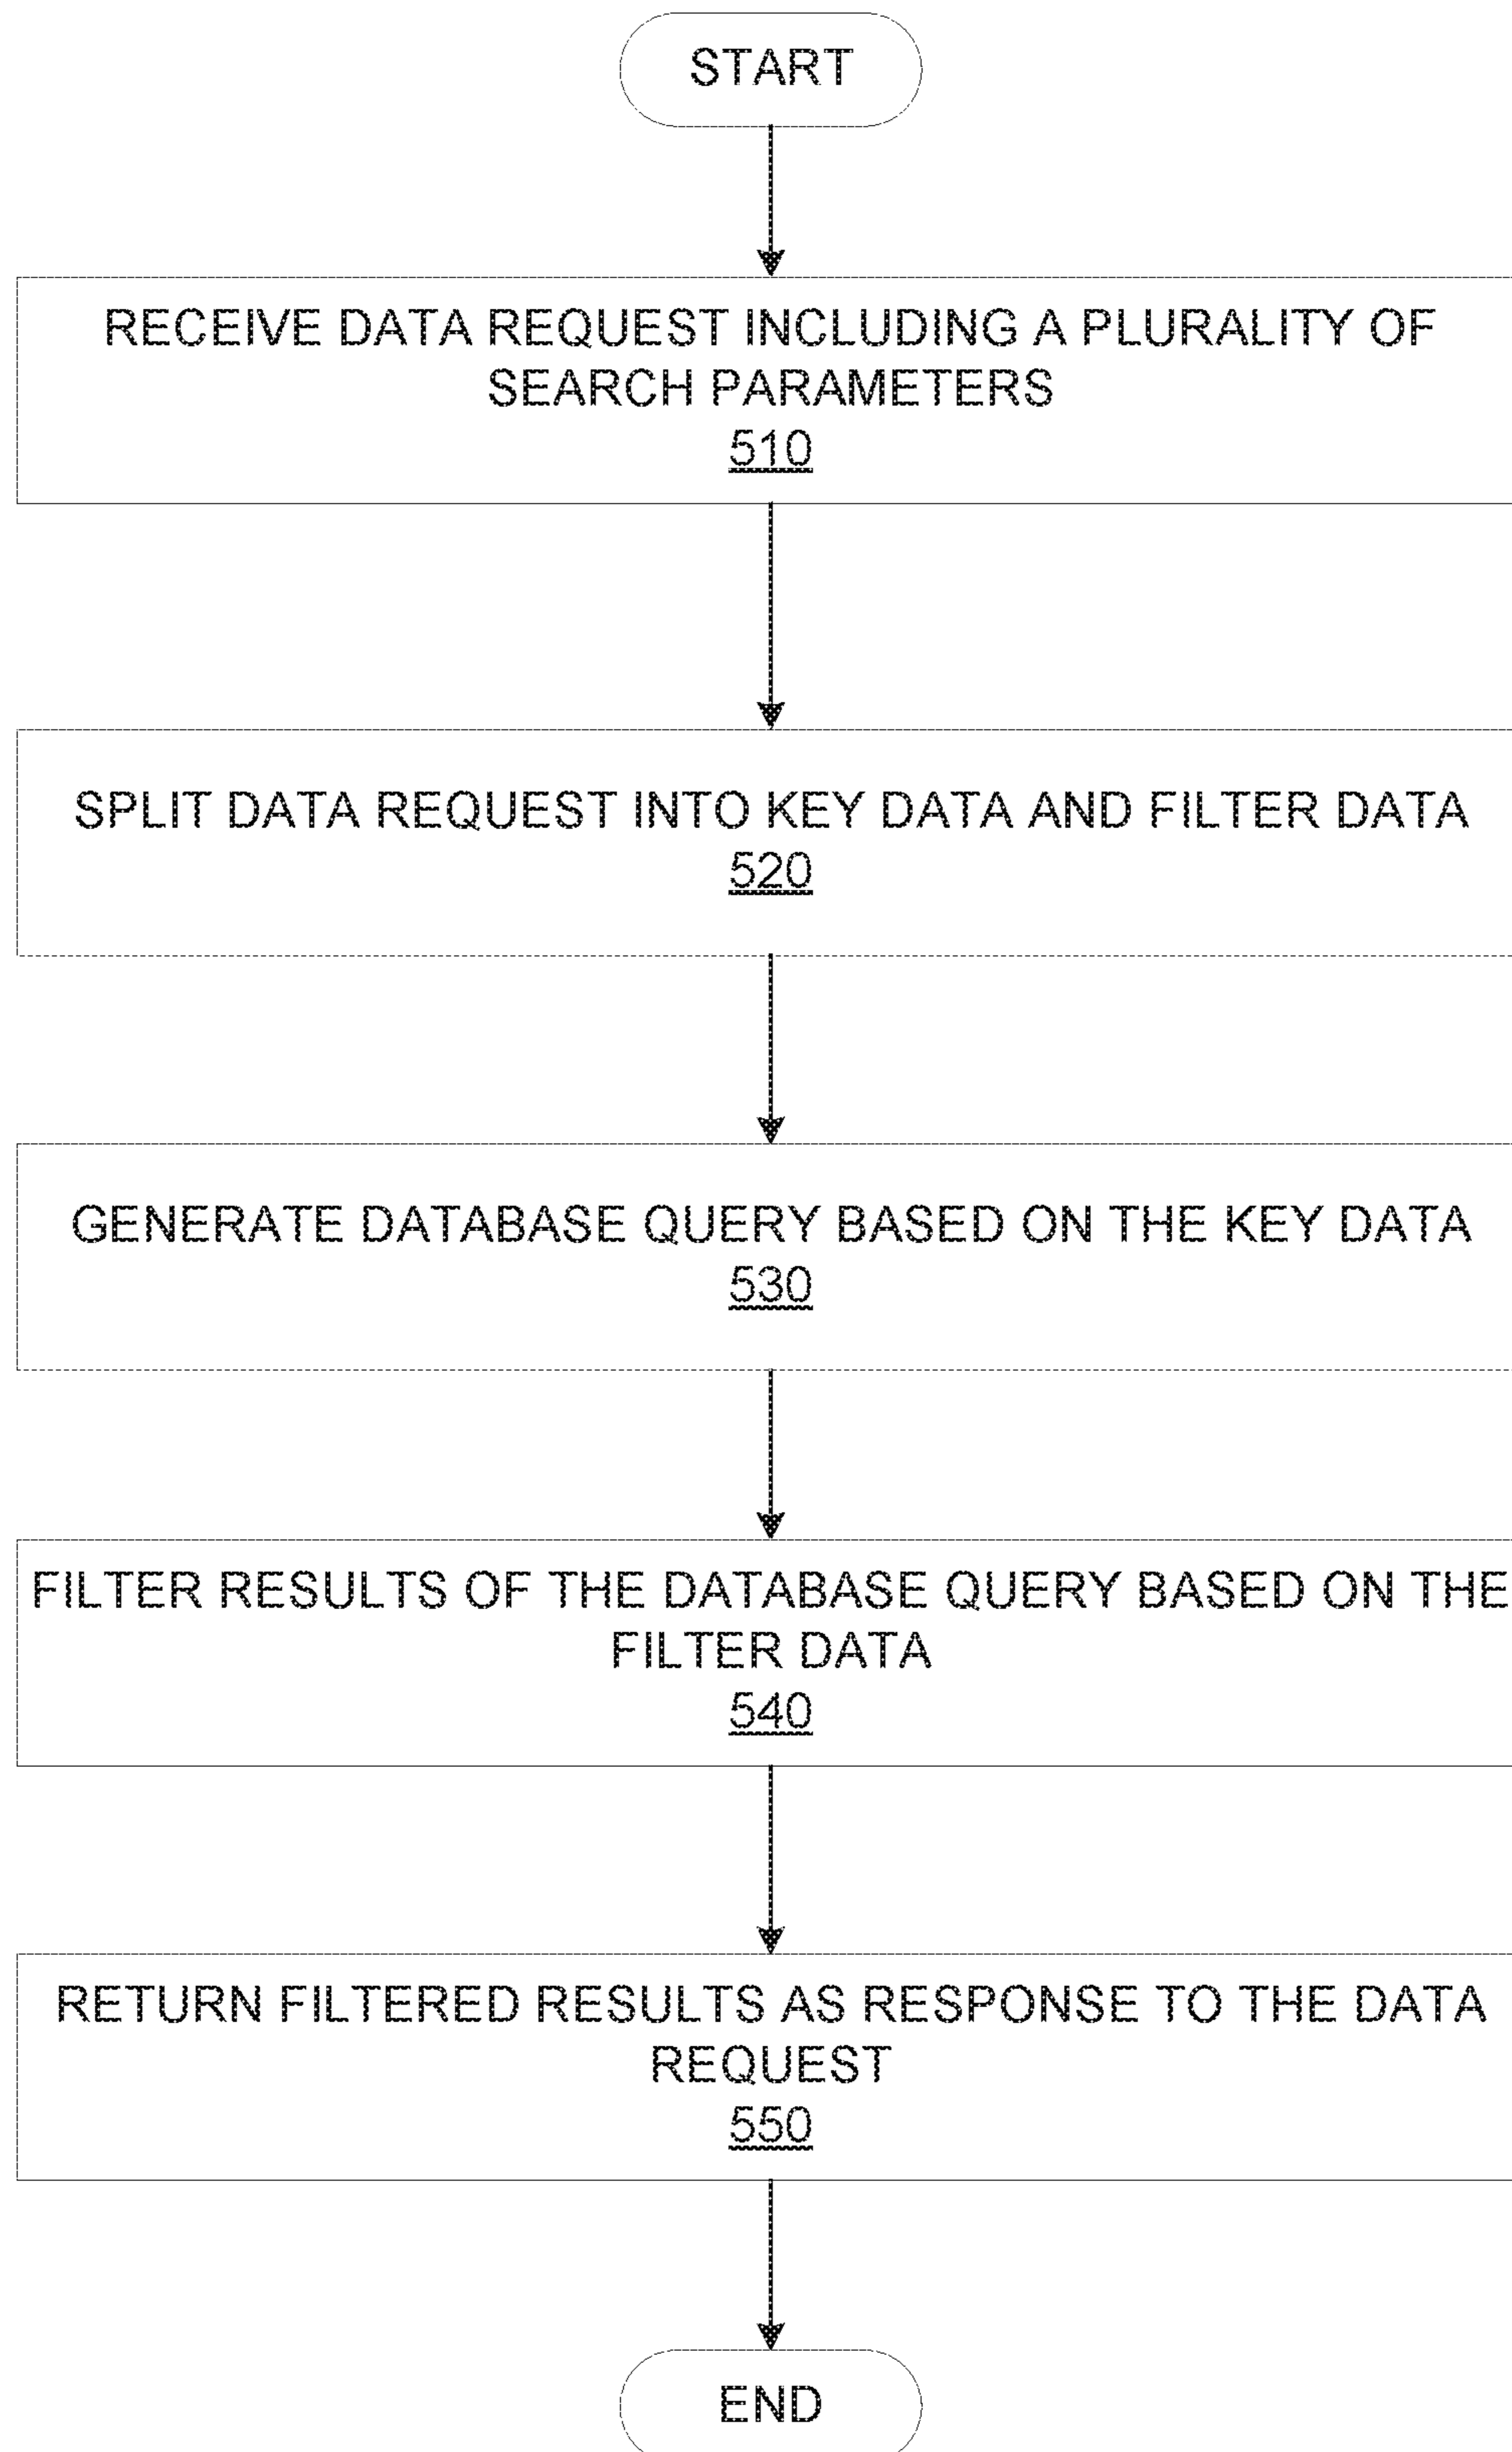 START
RECEIVE DATA REQUEST INCLUDING A PLURALITY OF
SEARCH PARAMETERS
510
SPLIT DATA REQUEST INTO KEY DATA AND FILTER DATA
520
GENERATE DATABASE QUERY BASED ON THE KEY DATA
530
FILTER RESULTS OF THE DATABASE QUERY BASED ON THE
FILTER DATA
540
RETURN FILTERED RESULTS AS RESPONSE TO THE DATA
REQUEST
550
END